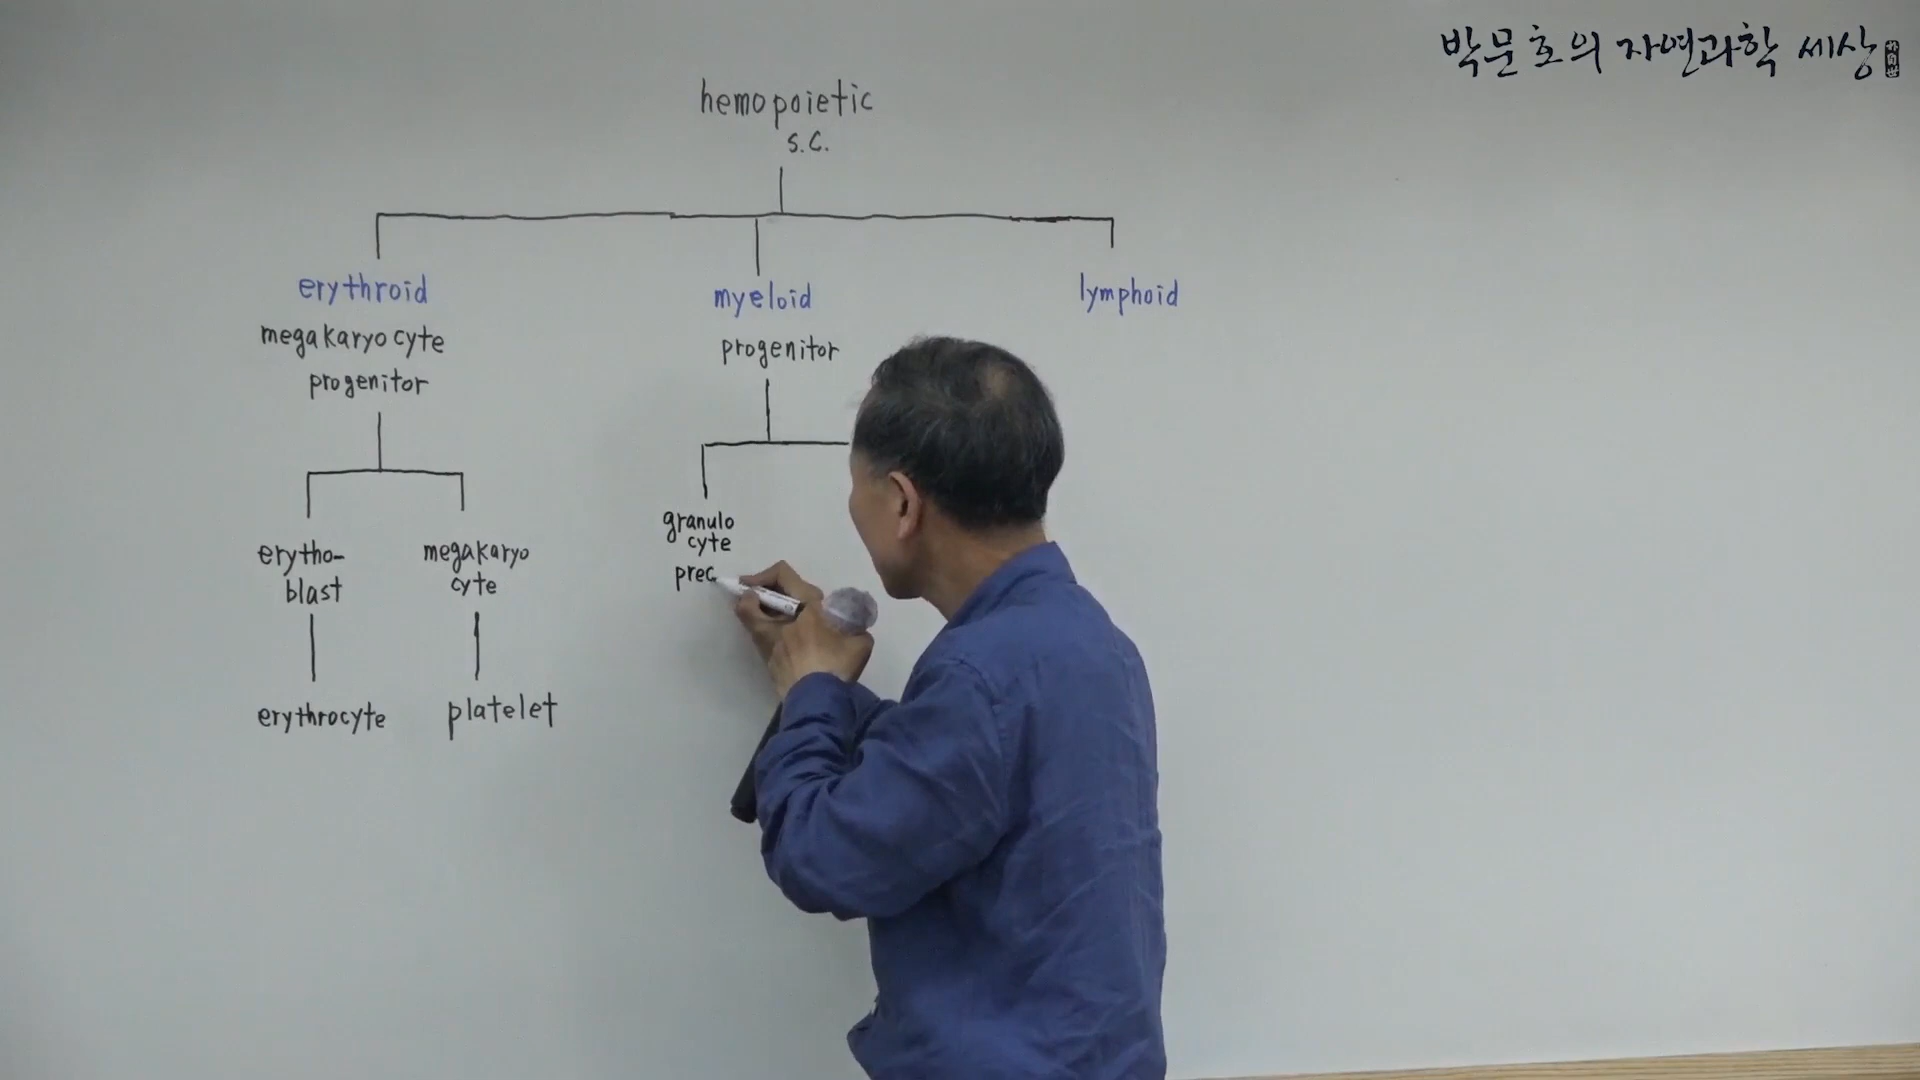 박문호의 자연과학 세상
hemopoietic
s.c.
erythroid
megakaryocyte
progenitor
myeloid
progenitor
lymphoid
erytho-
blast
megakaryo
cyte
granulo
cyte
prec
erythrocyte
platelet